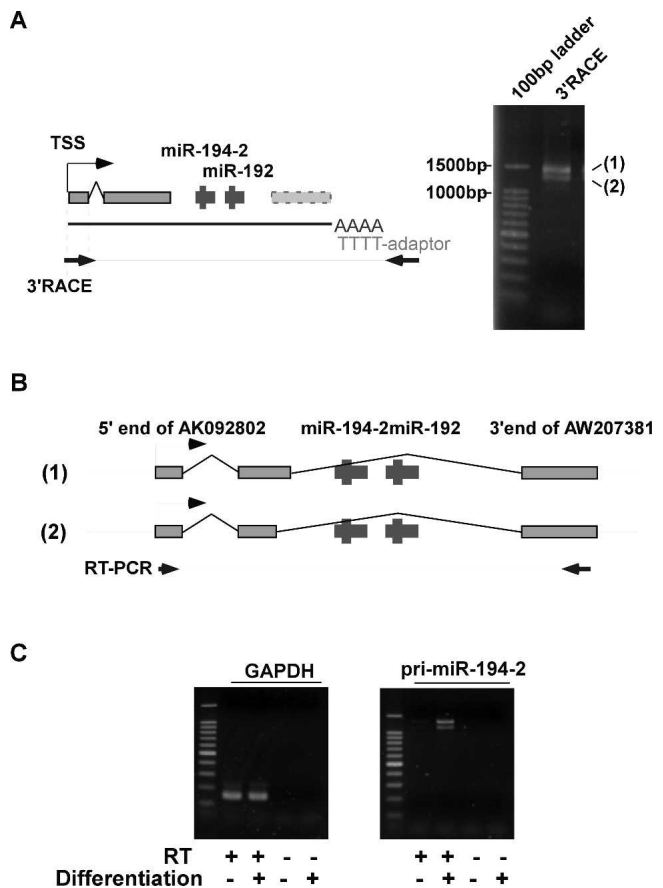 A
100bp ladder
3'RACE
TSS
miR-194-2
miR-192
1500bp
1000bp
(1)
(2)
AAAA
TTTT-adaptor
3'RACE
B
5' end of AK092802
miR-194-2miR-192
3'end of AW207381
(1)
(2)
RT-PCR
C
GAPDH
pri-miR-194-2
RT + + - - + + - -
Differentiation - + - + - + - +